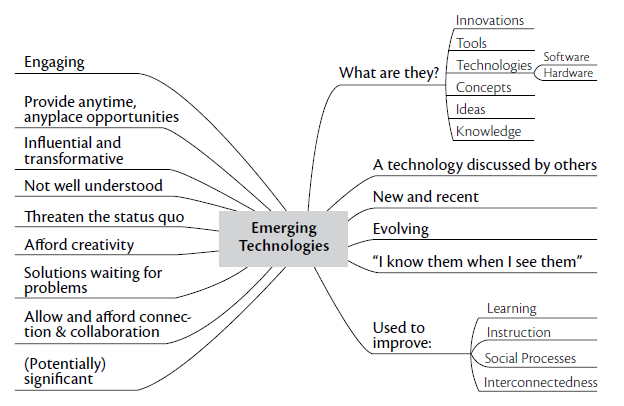 Engaging
Provide anytime,
anyplace opportunities
Influential and
transformative
Not well understood
Threaten the status quo
Afford creativity
Solutions waiting for
problems
Allow and afford connec-
tion & collaboration
(Potentially)
significant
Emerging
Technologies
What are they?
Innovations
Tools
Technologies
Software
Hardware
Concepts
Ideas
Knowledge
A technology discussed by others
New and recent
Evolving
“I know them when I see them”
Used to
improve:
Learning
Instruction
Social Processes
Interconnectedness